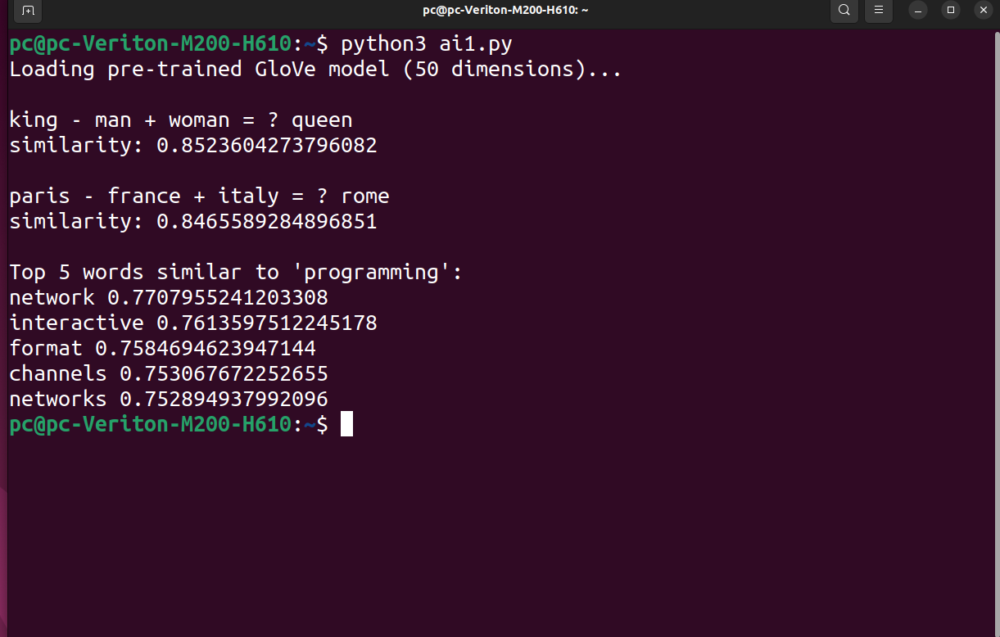 pc@pc-Veriton-M200-H610: ~
pc@pc-Veriton-M200-H610:~$ python3 ai1.py
Loading pre-trained GloVe model (50 dimensions)...
king - man + woman = ? queen
similarity: 0.8523604273796082
paris - france + italy = ? rome
similarity: 0.8465589284896851
Top 5 words similar to 'programming':
network 0.7707955241203308
interactive 0.7613597512245178
format 0.7584694623947144
channels 0.753067672252655
networks 0.752894937992096
pc@pc-Veriton-M200-H610:~$